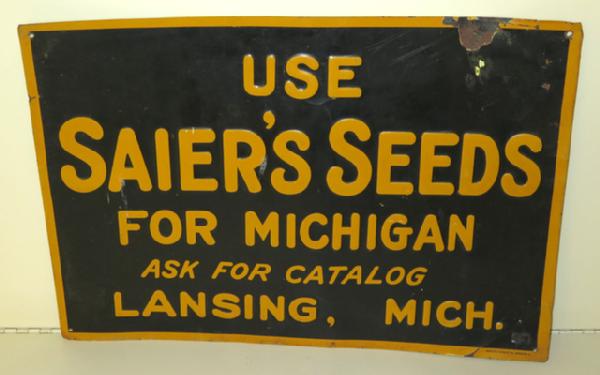 USE
SAIER'S SEEDS
FOR MICHIGAN
ASK FOR CATALOG
LANSING, MICH.